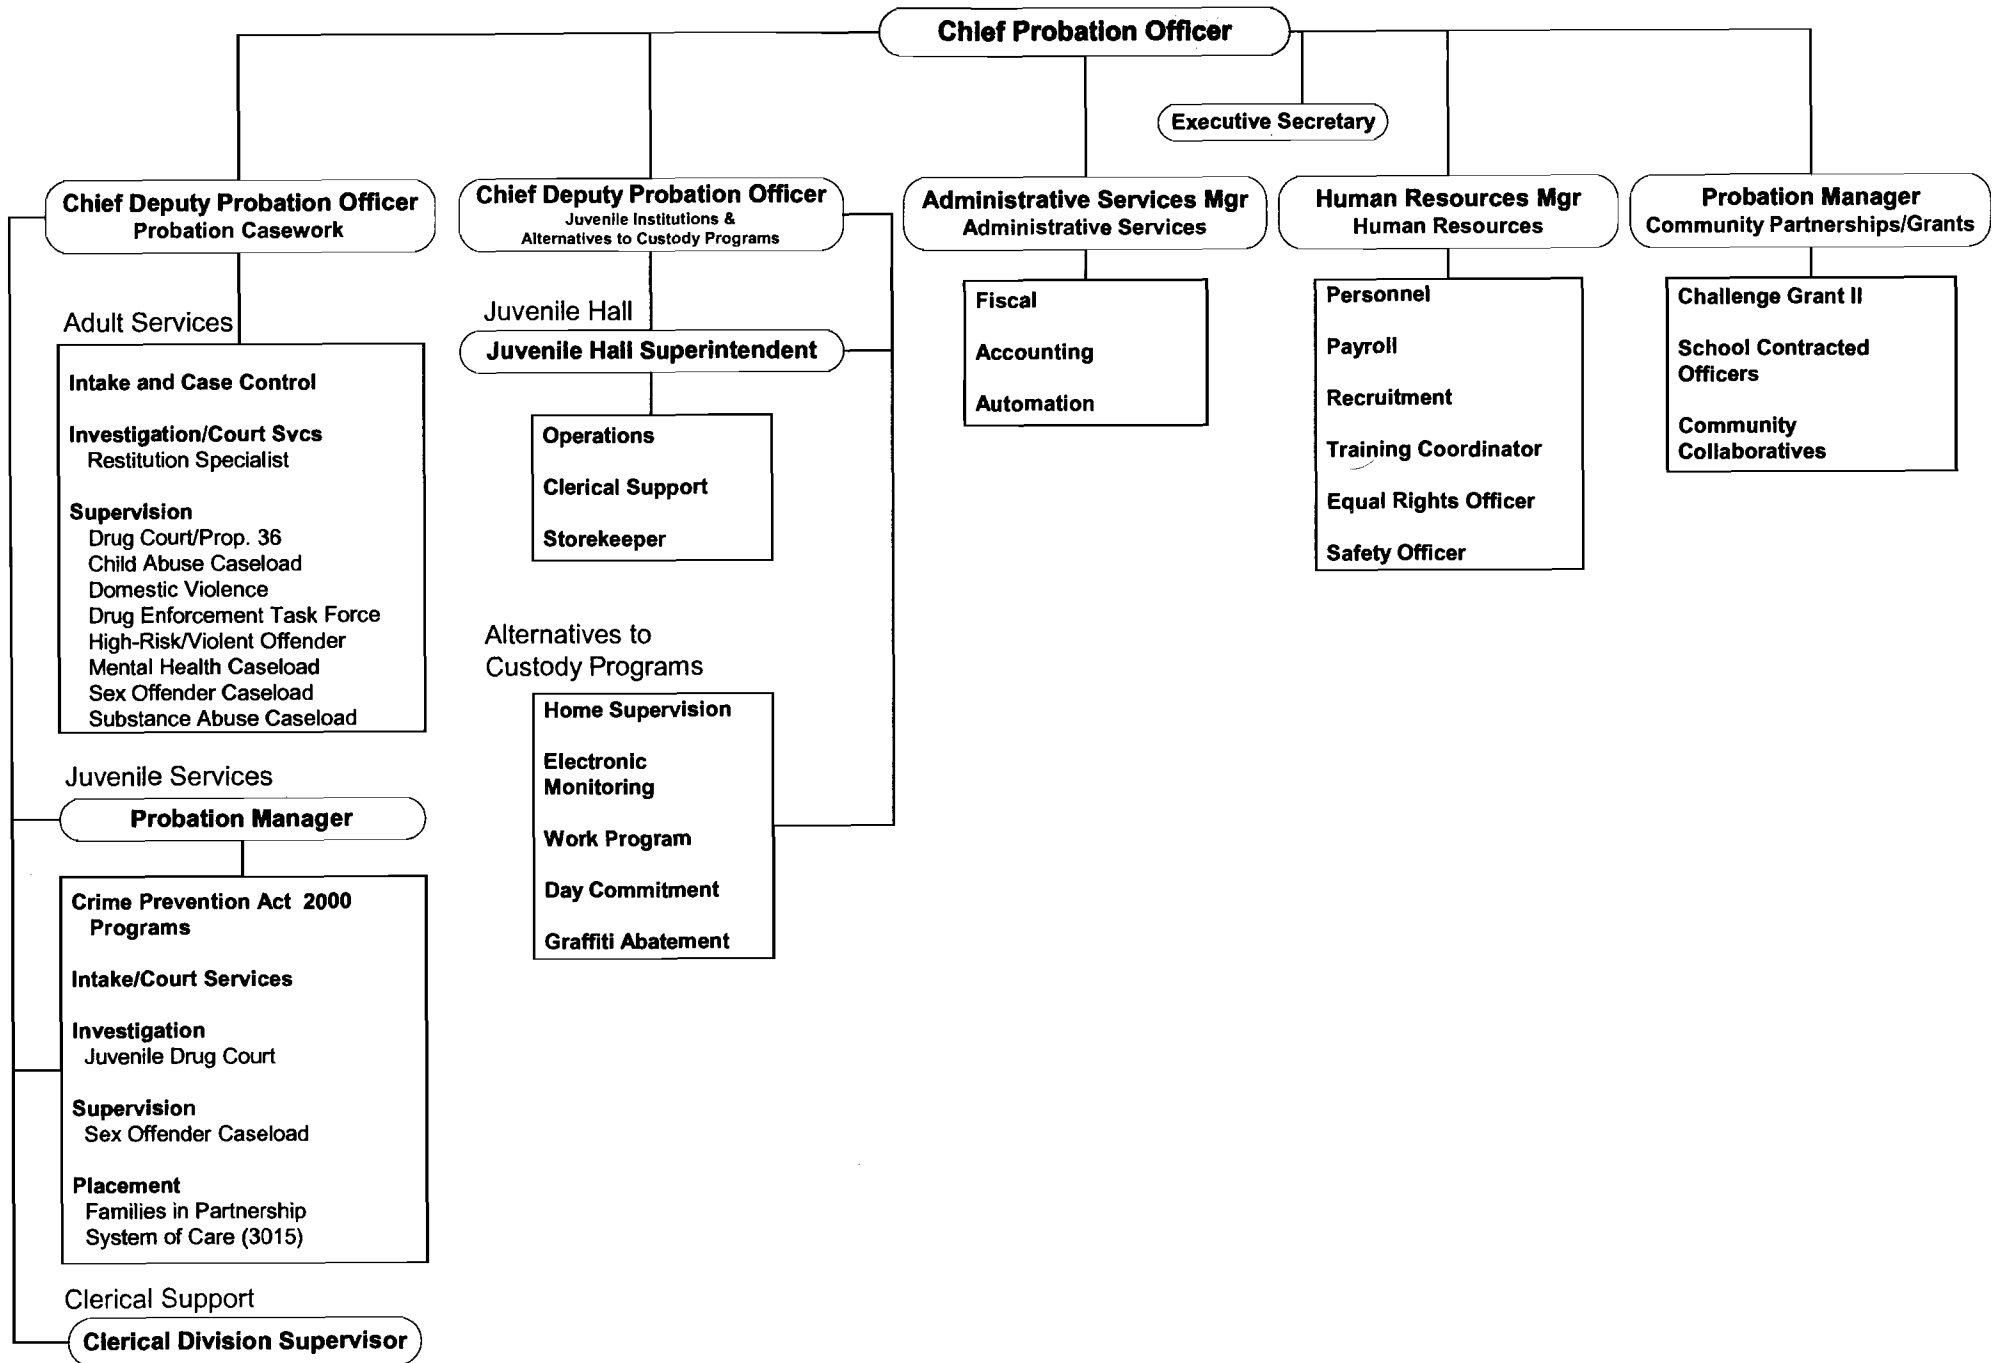 Chief Probation Officer
Executive Secretary
Chief Deputy Probation Officer
Probation Casework
Adult Services
Intake and Case Control
Investigation/Court Svcs
Restitution Specialist
Supervision
Drug Court/Prop. 36
Child Abuse Caseload
Domestic Violence
Drug Enforcement Task Force
High-Risk/Violent Offender
Mental Health Caseload
Sex Offender Caseload
Substance Abuse Caseload
Juvenile Services
Probation Manager
Crime Prevention Act 2000
Programs
Intake/Court Services
Investigation
Juvenile Drug Court
Supervision
Sex Offender Caseload
Placement
Families in Partnership
System of Care (3015)
Clerical Support
Clerical Division Supervisor
Chief Deputy Probation Officer
Juvenile Institutions &
Alternatives to Custody Programs
Juvenile Hall
Juvenile Hall Superintendent
Operations
Clerical Support
Storekeeper
Alternatives to
Custody Programs
Home Supervision
Electronic
Monitoring
Work Program
Day Commitment
Graffiti Abatement
Administrative Services Mgr
Administrative Services
Fiscal
Accounting
Automation
Human Resources Mgr
Human Resources
Personnel
Payroll
Recruitment
Training Coordinator
Equal Rights Officer
Safety Officer
Probation Manager
Community Partnerships/Grants
Challenge Grant II
School Contracted
Officers
Community
Collaboratives